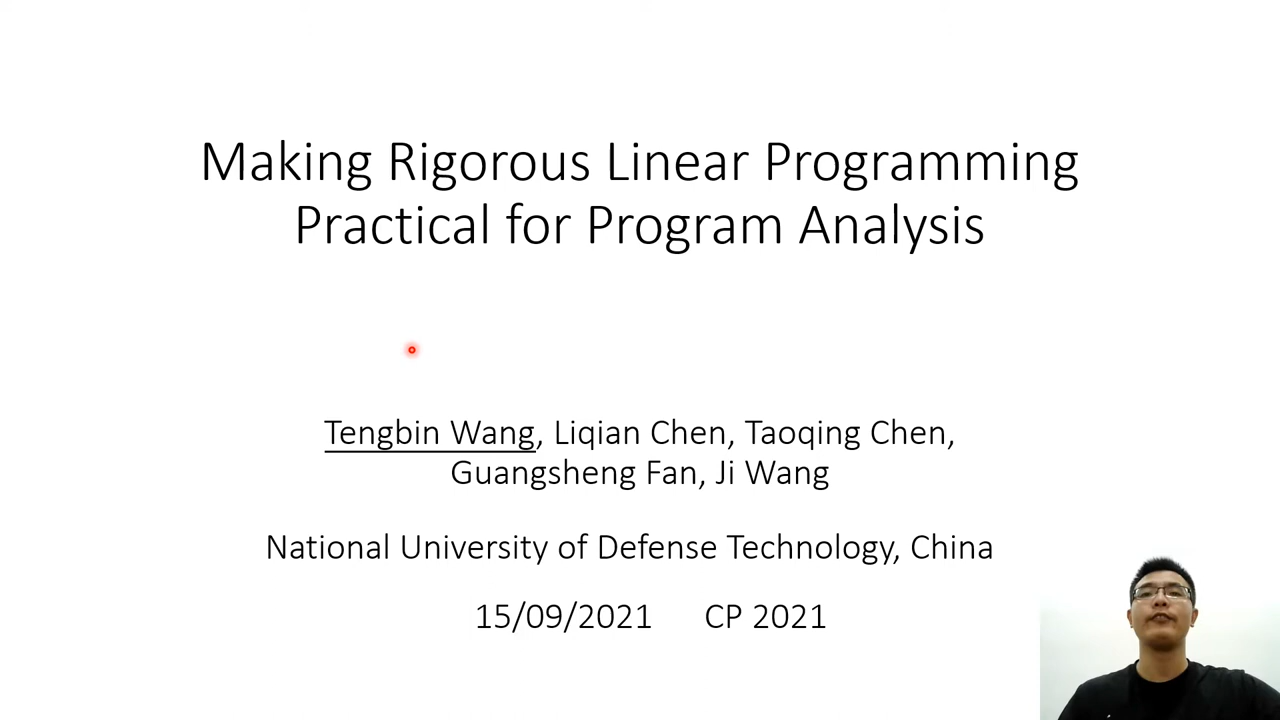 Making Rigorous Linear Programming
Practical for Program Analysis
Tengbin Wang, Liqian Chen, Taoqing Chen,
Guangsheng Fan, Ji Wang
National University of Defense Technology, China
15/09/2021 CP 2021